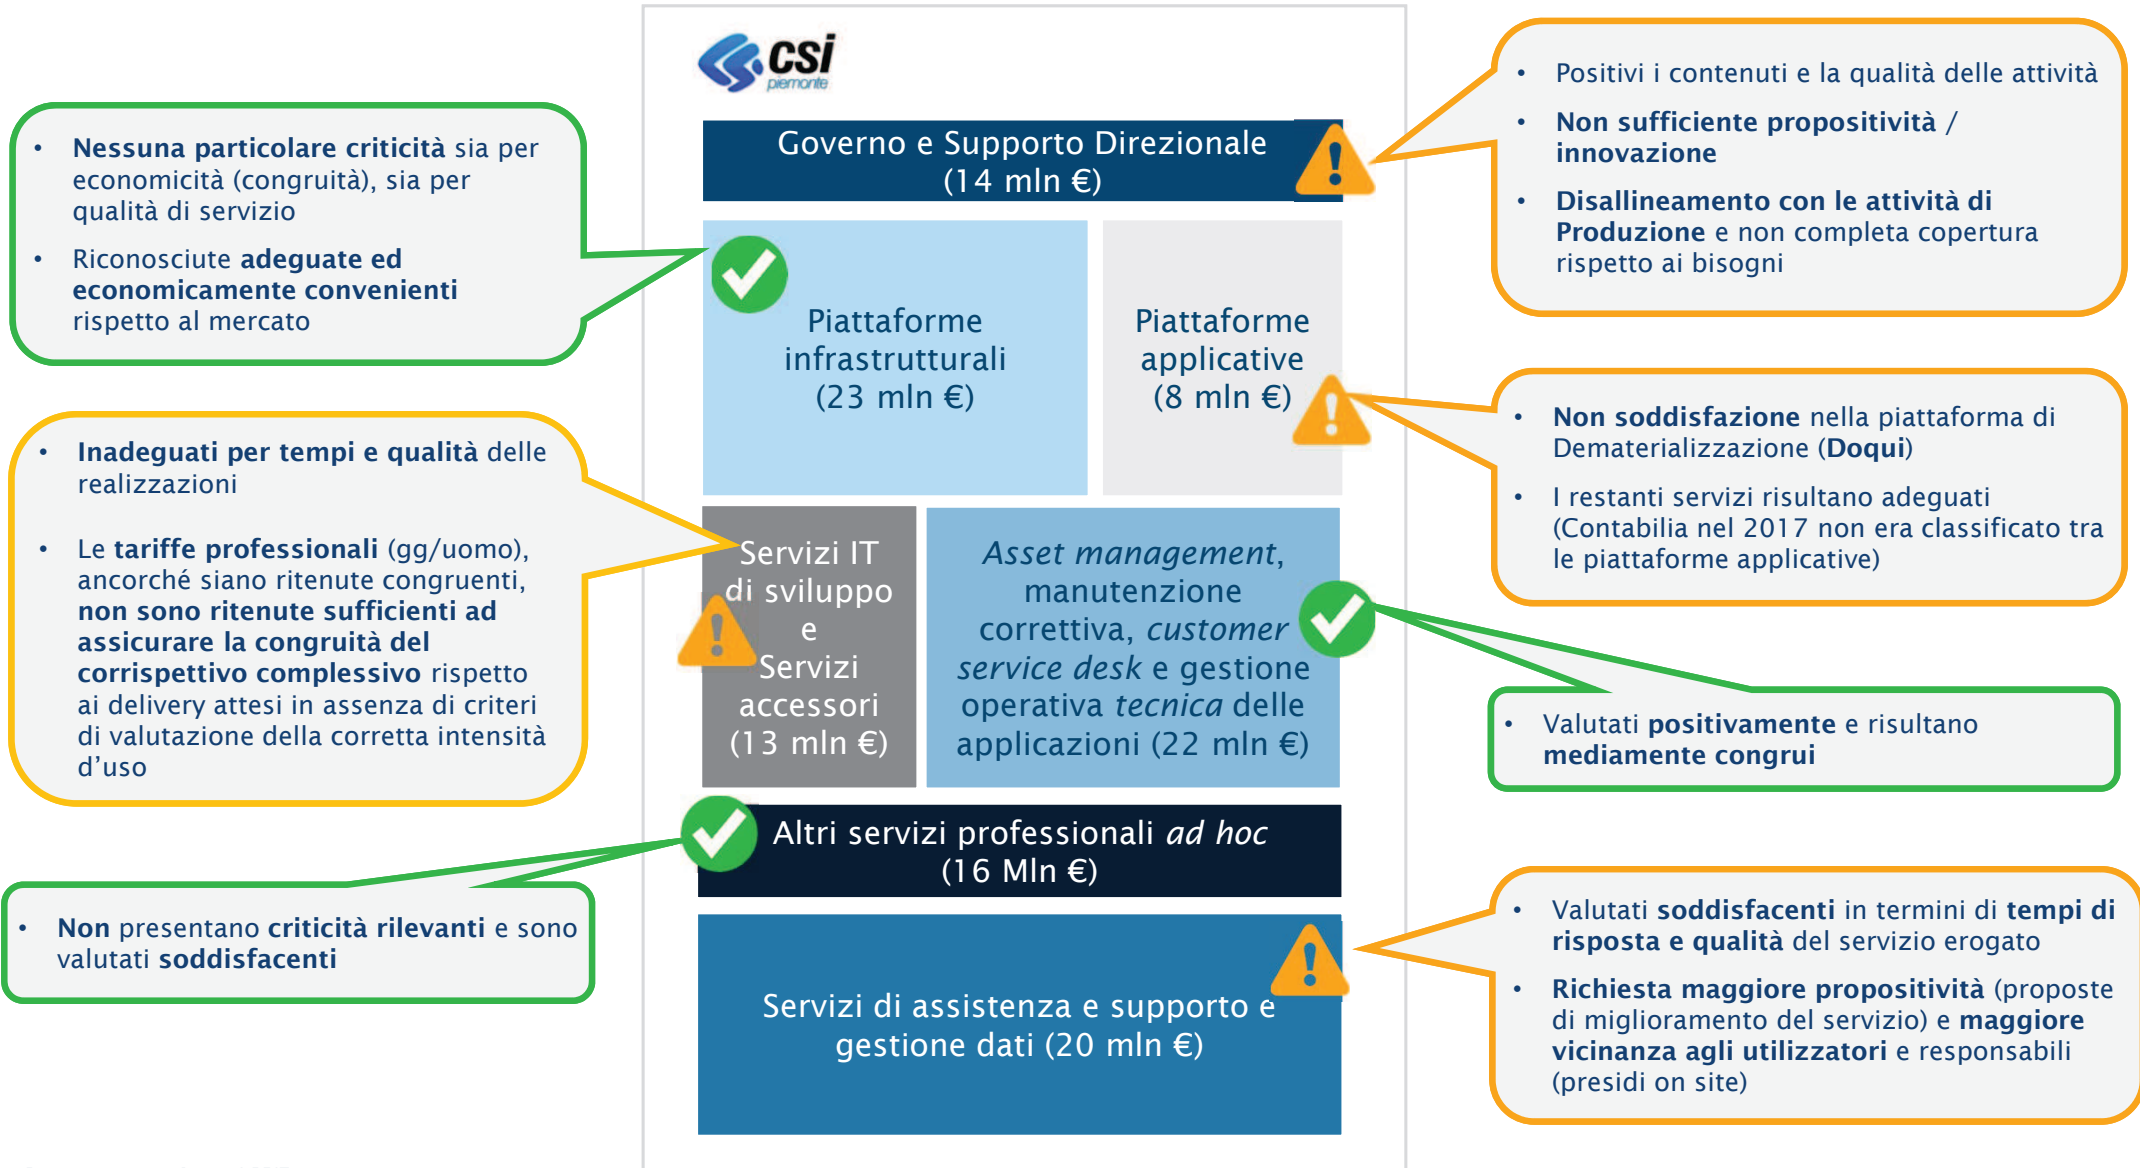 csi
piemonte
Governo e Supporto Direzionale
(14 mln €)
• Positivi i contenuti e la qualità delle attività
• Non sufficiente propositività /
innovazione
• Disallineamento con le attività di
Produzione e non completa copertura
rispetto ai bisogni
• Nessuna particolare criticità sia per
economicità (congruità), sia per
qualità di servizio
• Riconosciute adeguate ed
economicamente convenienti
rispetto al mercato
Piattaforme
infrastrutturali
(23 mln €)
Piattaforme
applicative
(8 mln €)
• Non soddisfazione nella piattaforma di
Dematerializzazione (Doqui)
• I restanti servizi risultano adeguati
(Contabilia nel 2017 non era classificato tra
le piattaforme applicative)
• Inadeguati per tempi e qualità delle
realizzazioni
• Le tariffe professionali (gg/uomo),
ancorché siano ritenute congruenti,
non sono ritenute sufficienti ad
assicurare la congruità del
corrispettivo complessivo rispetto
ai delivery attesi in assenza di criteri
di valutazione della corretta intensità
d'uso
Servizi IT
di sviluppo
e
Servizi
accessori
(13 mln €)
Asset management,
manutenzione
correttiva, customer
service desk e gestione
operativa tecnica delle
applicazioni (22 mln €)
• Valutati positivamente e risultano
mediamente congrui
Altri servizi professionali ad hoc
(16 Mln €)
• Non presentano criticità rilevanti e sono
valutati soddisfacenti
Servizi di assistenza e supporto e
gestione dati (20 mln €)
• Valutati soddisfacenti in termini di tempi di
risposta e qualità del servizio erogato
• Richiesta maggiore propositività (proposte
di miglioramento del servizio) e maggiore
vicinanza agli utilizzatori e responsabili
(presidi on site)